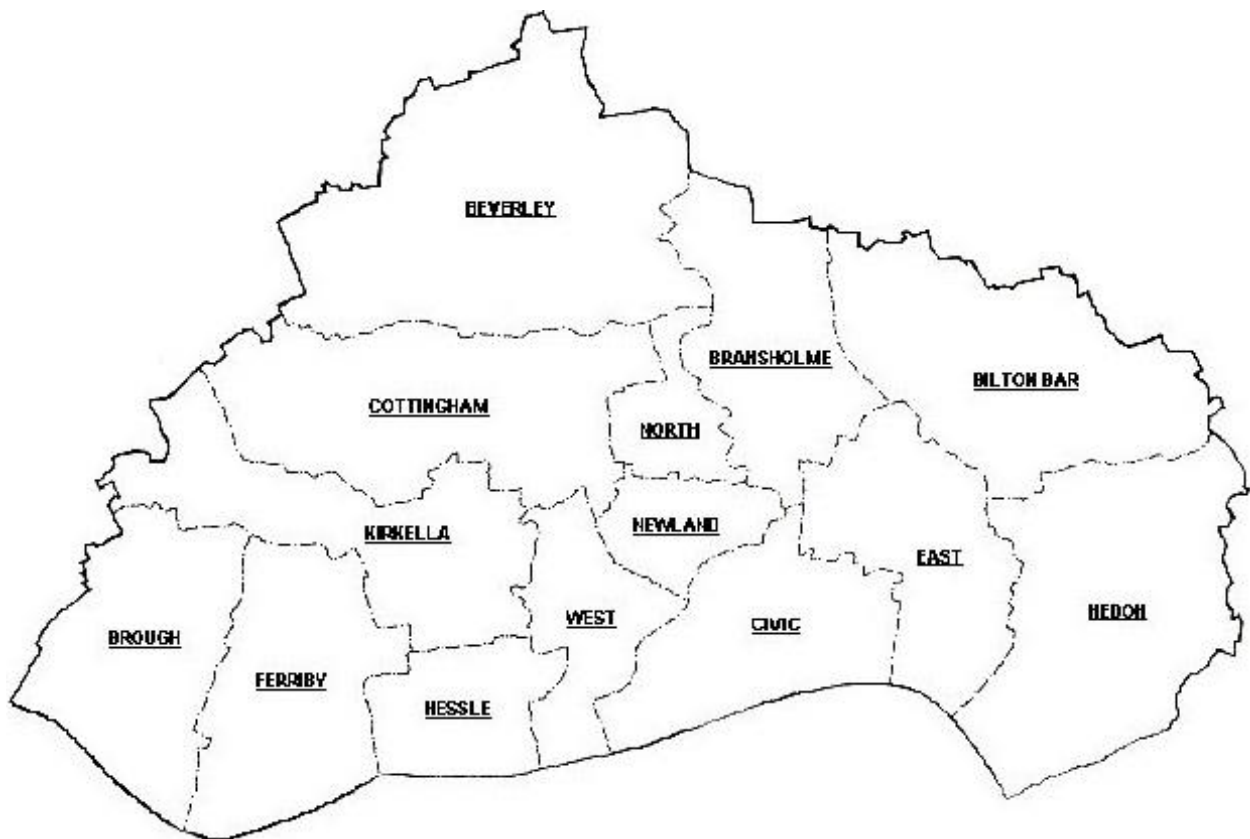 BEVERLEY
BRANSHOLME
BILTON BAR
COTTINGHAM
NORTH
NEWLAND
KIRKELLA
EAST
WEST
CIVIC
HEDON
BROUGH
FERRIBY
HESSLE